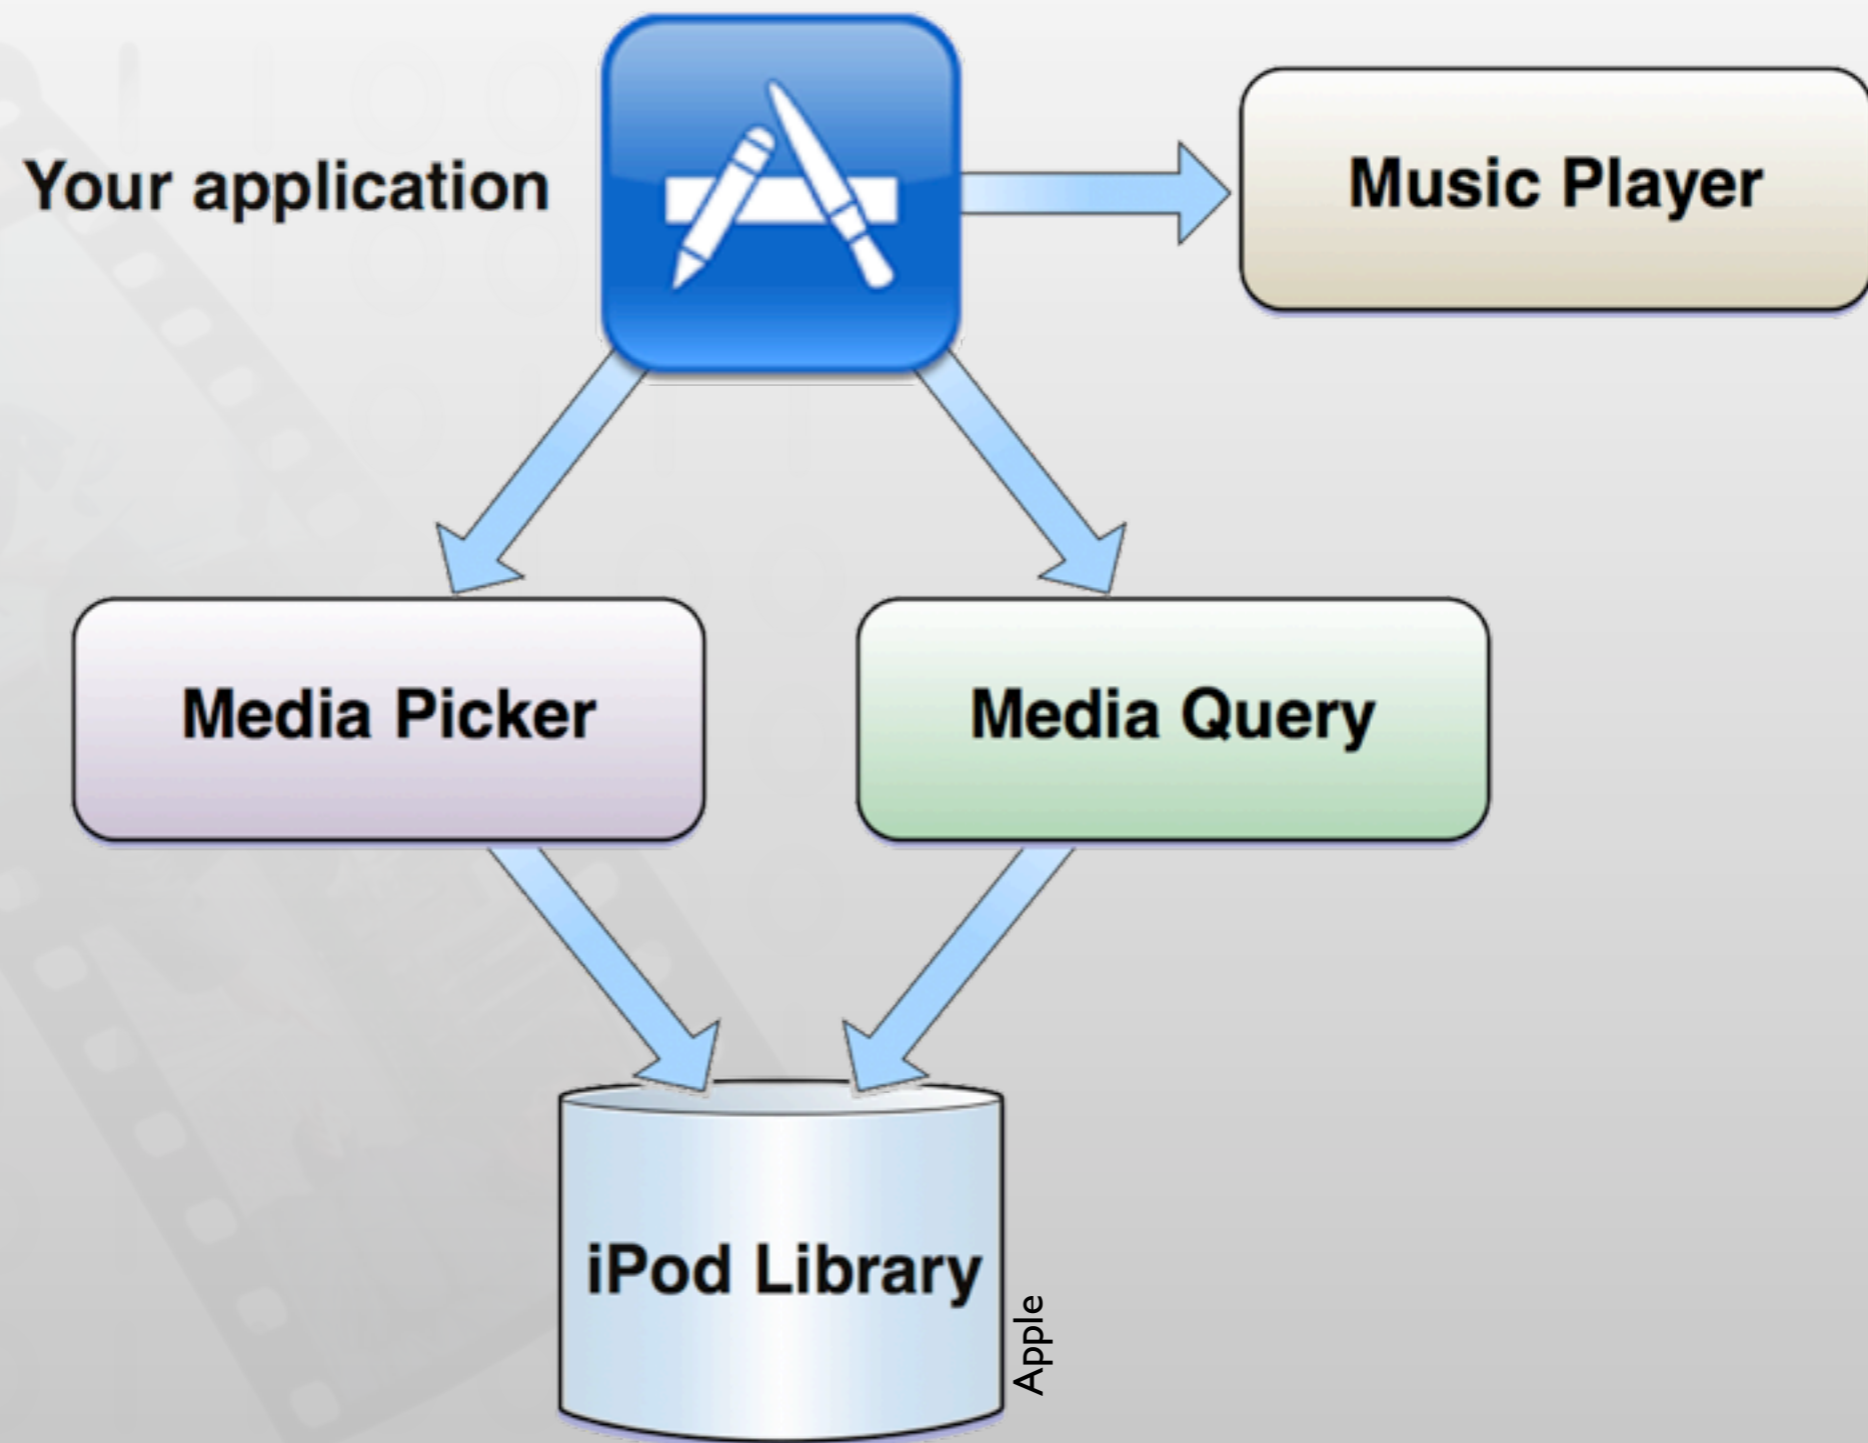 Your application
Music Player
Media Picker
Media Query
iPod Library
Apple